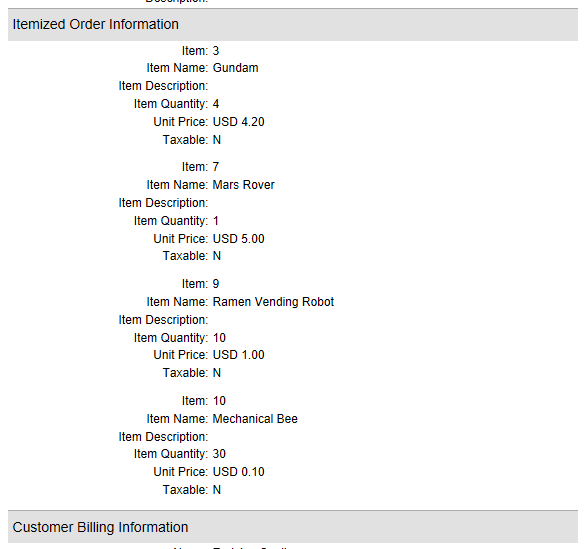 Itemized Order Information
Item: 3
Item Name: Gundam
Item Description:
Item Quantity: 4
Unit Price: USD 4.20
Taxable: N
Item: 7
Item Name: Mars Rover
Item Description:
Item Quantity: 1
Unit Price: USD 5.00
Taxable: N
Item: 9
Item Name: Ramen Vending Robot
Item Description:
Item Quantity: 10
Unit Price: USD 1.00
Taxable: N
Item: 10
Item Name: Mechanical Bee
Item Description:
Item Quantity: 30
Unit Price: USD 0.10
Taxable: N
Customer Billing Information